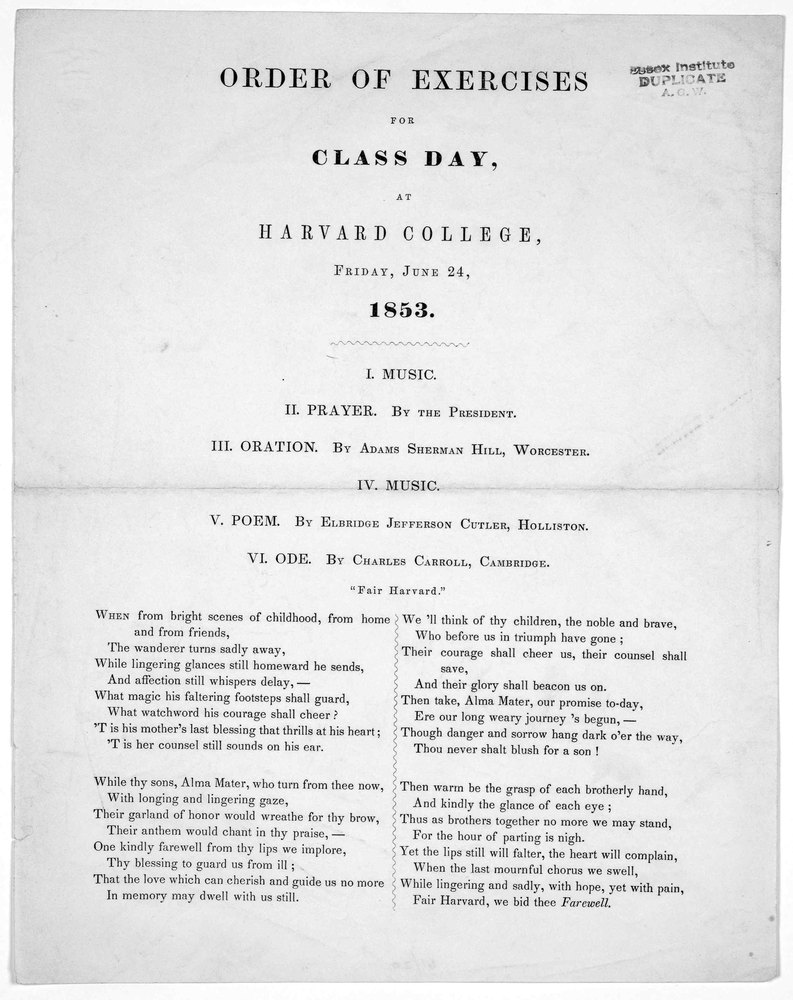 ORDER OF EXERCISES
Essex Institute
DUPLICATE
A. G. W.
FOR
CLASS DAY,
AT
HARVARD COLLEGE,
FRIDAY, JUNE 24,
1853.
I. MUSIC.
II. PRAYER. BY THE PRESIDENT.
III. ORATION. BY ADAMS SHERMAN HILL, WORCESTER.
IV. MUSIC.
V. POEM. BY ELBRIDGE JEFFERSON CUTLER, HOLLISTON.
VI. ODE. BY CHARLES CARROLL, CAMBRIDGE.
"Fair Harvard."
WHEN from bright scenes of childhood, from home
and from friends,
The wanderer turns sadly away,
While lingering glances still homeward he sends,
And affection still whispers delay, —
What magic his faltering footsteps shall guard,
What watchword his courage shall cheer?
'T is his mother's last blessing that thrills at his heart;
'T is her counsel still sounds on his ear.
While thy sons, Alma Mater, who turn from thee now,
With longing and lingering gaze,
Their garland of honor would wreathe for thy brow,
Their anthem would chant in thy praise, —
One kindly farewell from thy lips we implore,
Thy blessing to guard us from ill;
That the love which can cherish and guide us no more
In memory may dwell with us still.
We 'll think of thy children, the noble and brave,
Who before us in triumph have gone;
Their courage shall cheer us, their counsel shall
save,
And their glory shall beacon us on.
Then take, Alma Mater, our promise to-day,
Ere our long weary journey 's begun, —
Though danger and sorrow hang dark o'er the way,
Thou never shalt blush for a son!
Then warm be the grasp of each brotherly hand,
And kindly the glance of each eye;
Thus as brothers together no more we may stand,
For the hour of parting is nigh.
Yet the lips still will falter, the heart will complain,
When the last mournful chorus we swell,
While lingering and sadly, with hope, yet with pain,
Fair Harvard, we bid thee Farewell.